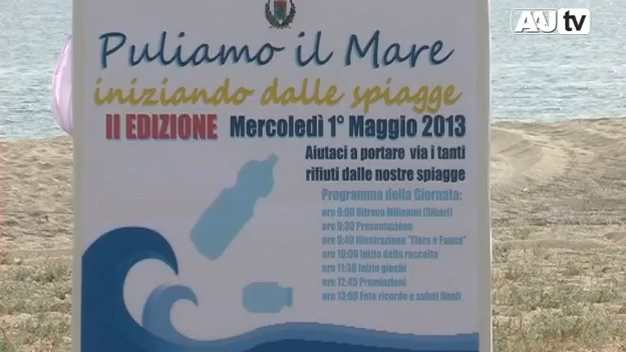 AAU tv
Puliamo il Mare
iniziando dalle spiagge
II EDIZIONE Mercoledì 1° Maggio 2013
Aiutaci a portare via i tanti
rifiuti dalle nostre spiagge
Programma della Giornata:
ore 9:00 Ritrovo (Sibari)
ore 9:30 Presentazione
ore 9:40 Illustrazione "Flora e Fauna"
ore 10:00 Inizio della raccolta
ore 11:30 Inizio giochi
ore 12:45 Premiazioni
ore 13:00 Foto ricordo e saluti finali